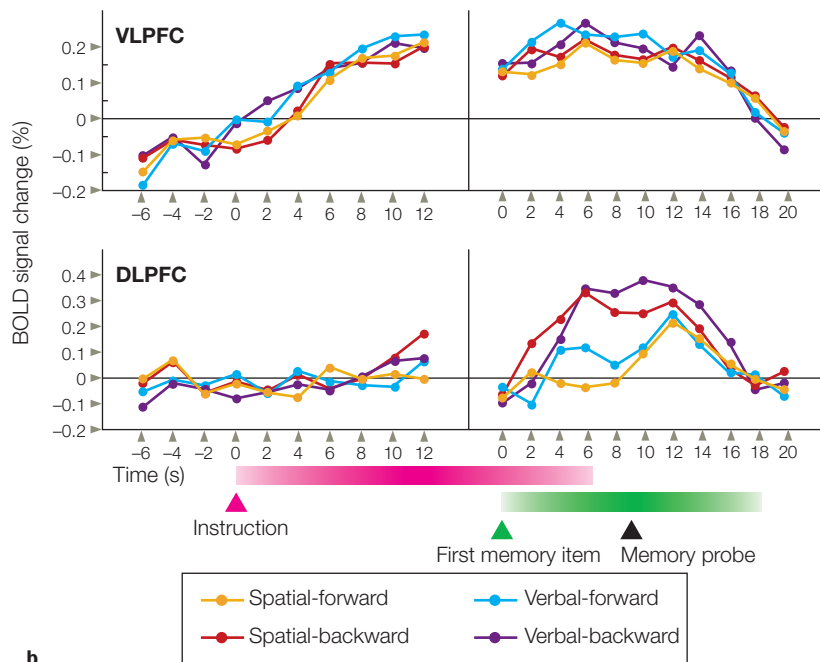 VLPFC
0.2
0.1
0
–0.1
–0.2
–6 –4 –2 0 2 4 6 8 10 12
0 2 4 6 8 10 12 14 16 18 20
BOLD signal change (%)
DLPFC
0.4
0.3
0.2
0.1
0
–0.1
–0.2
–6 –4 –2 0 2 4 6 8 10 12
0 2 4 6 8 10 12 14 16 18 20
Time (s)
Instruction
First memory item
Memory probe
Spatial-forward
Verbal-forward
Spatial-backward
Verbal-backward
b